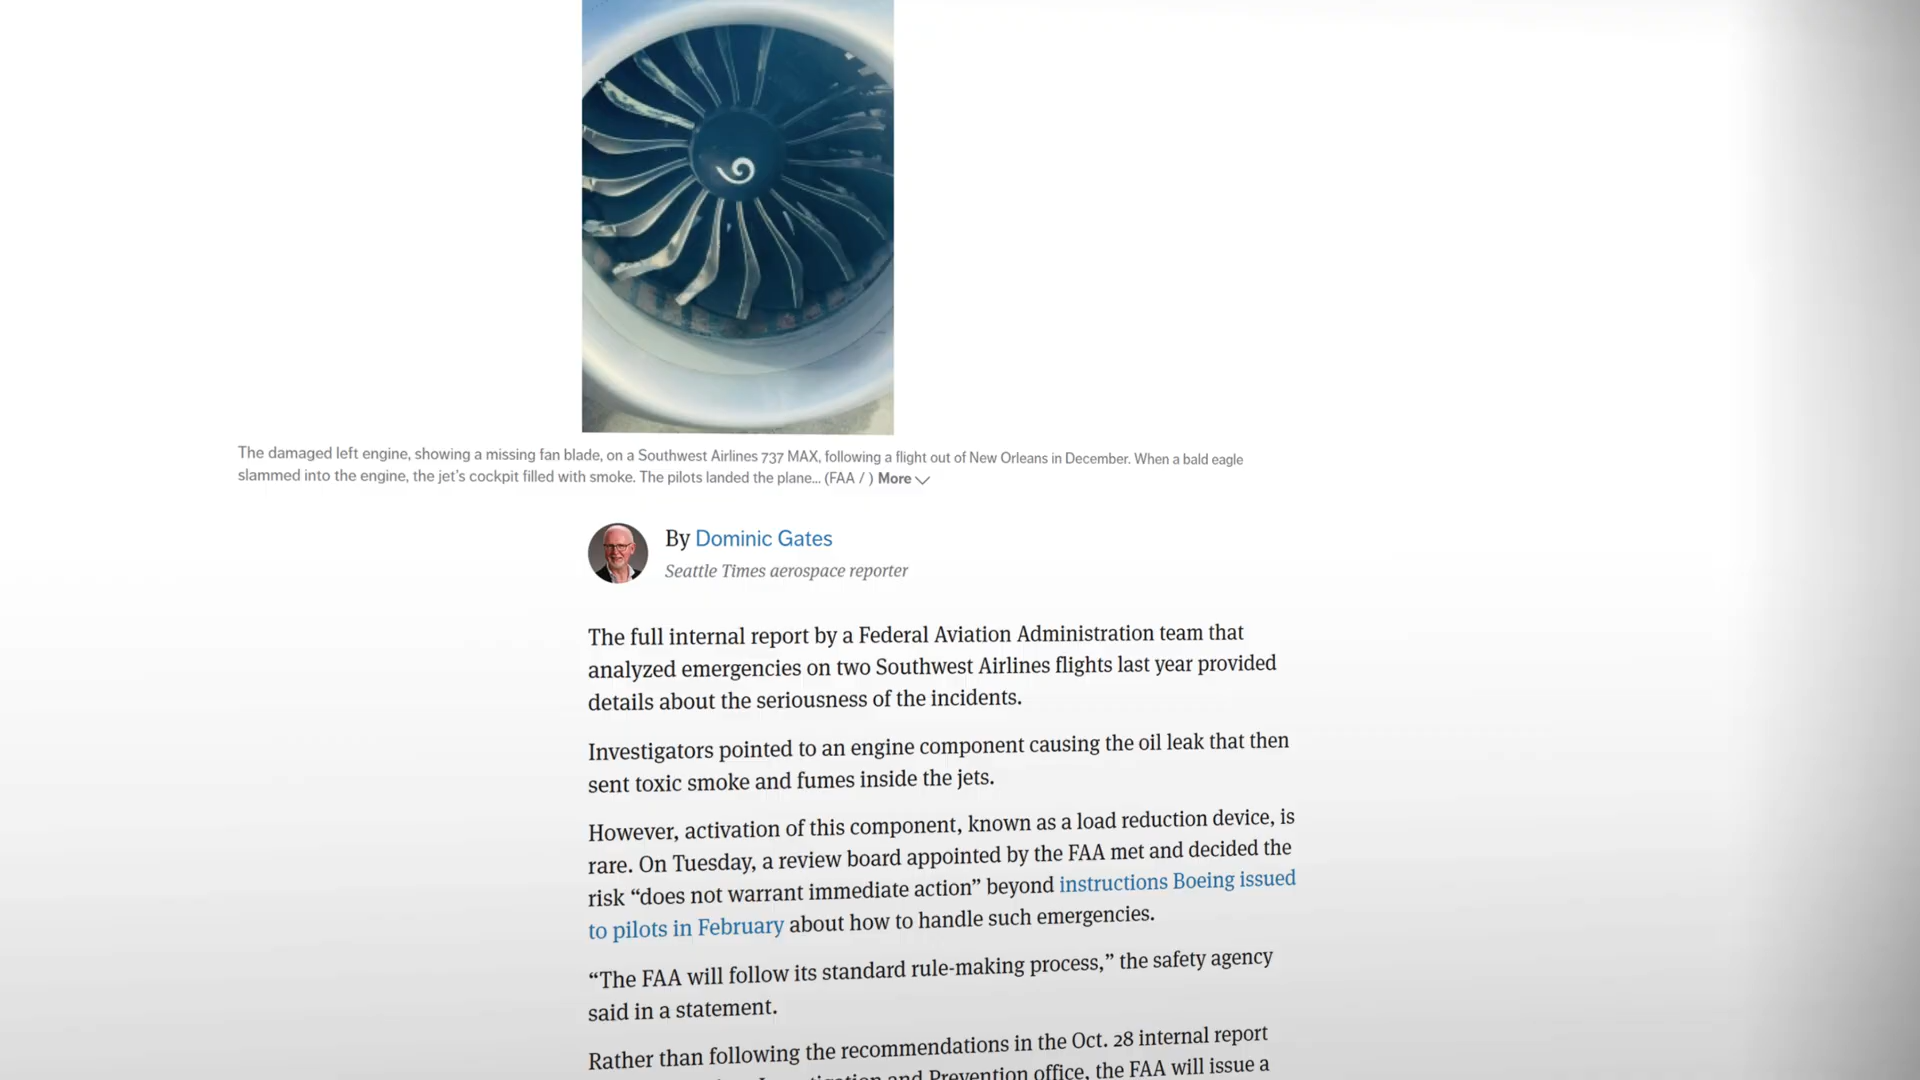 The damaged left engine, showing a missing fan blade, on a Southwest Airlines 737 MAX, following a flight out of New Orleans in December. When a bald eagle
slammed into the engine, the jet's cockpit filled with smoke. The pilots landed the plane... (FAA / ) More
By Dominic Gates
Seattle Times aerospace reporter
The full internal report by a Federal Aviation Administration team that
analyzed emergencies on two Southwest Airlines flights last year provided
details about the seriousness of the incidents.
Investigators pointed to an engine component causing the oil leak that then
sent toxic smoke and fumes inside the jets.
However, activation of this component, known as a load reduction device, is
rare. On Tuesday, a review board appointed by the FAA met and decided the
risk “does not warrant immediate action” beyond instructions Boeing issued
to pilots in February about how to handle such emergencies.
“The FAA will follow its standard rule-making process,” the safety agency
said in a statement.
Rather than following the recommendations in the Oct. 28 internal report
and Prevention office, the FAA will issue a